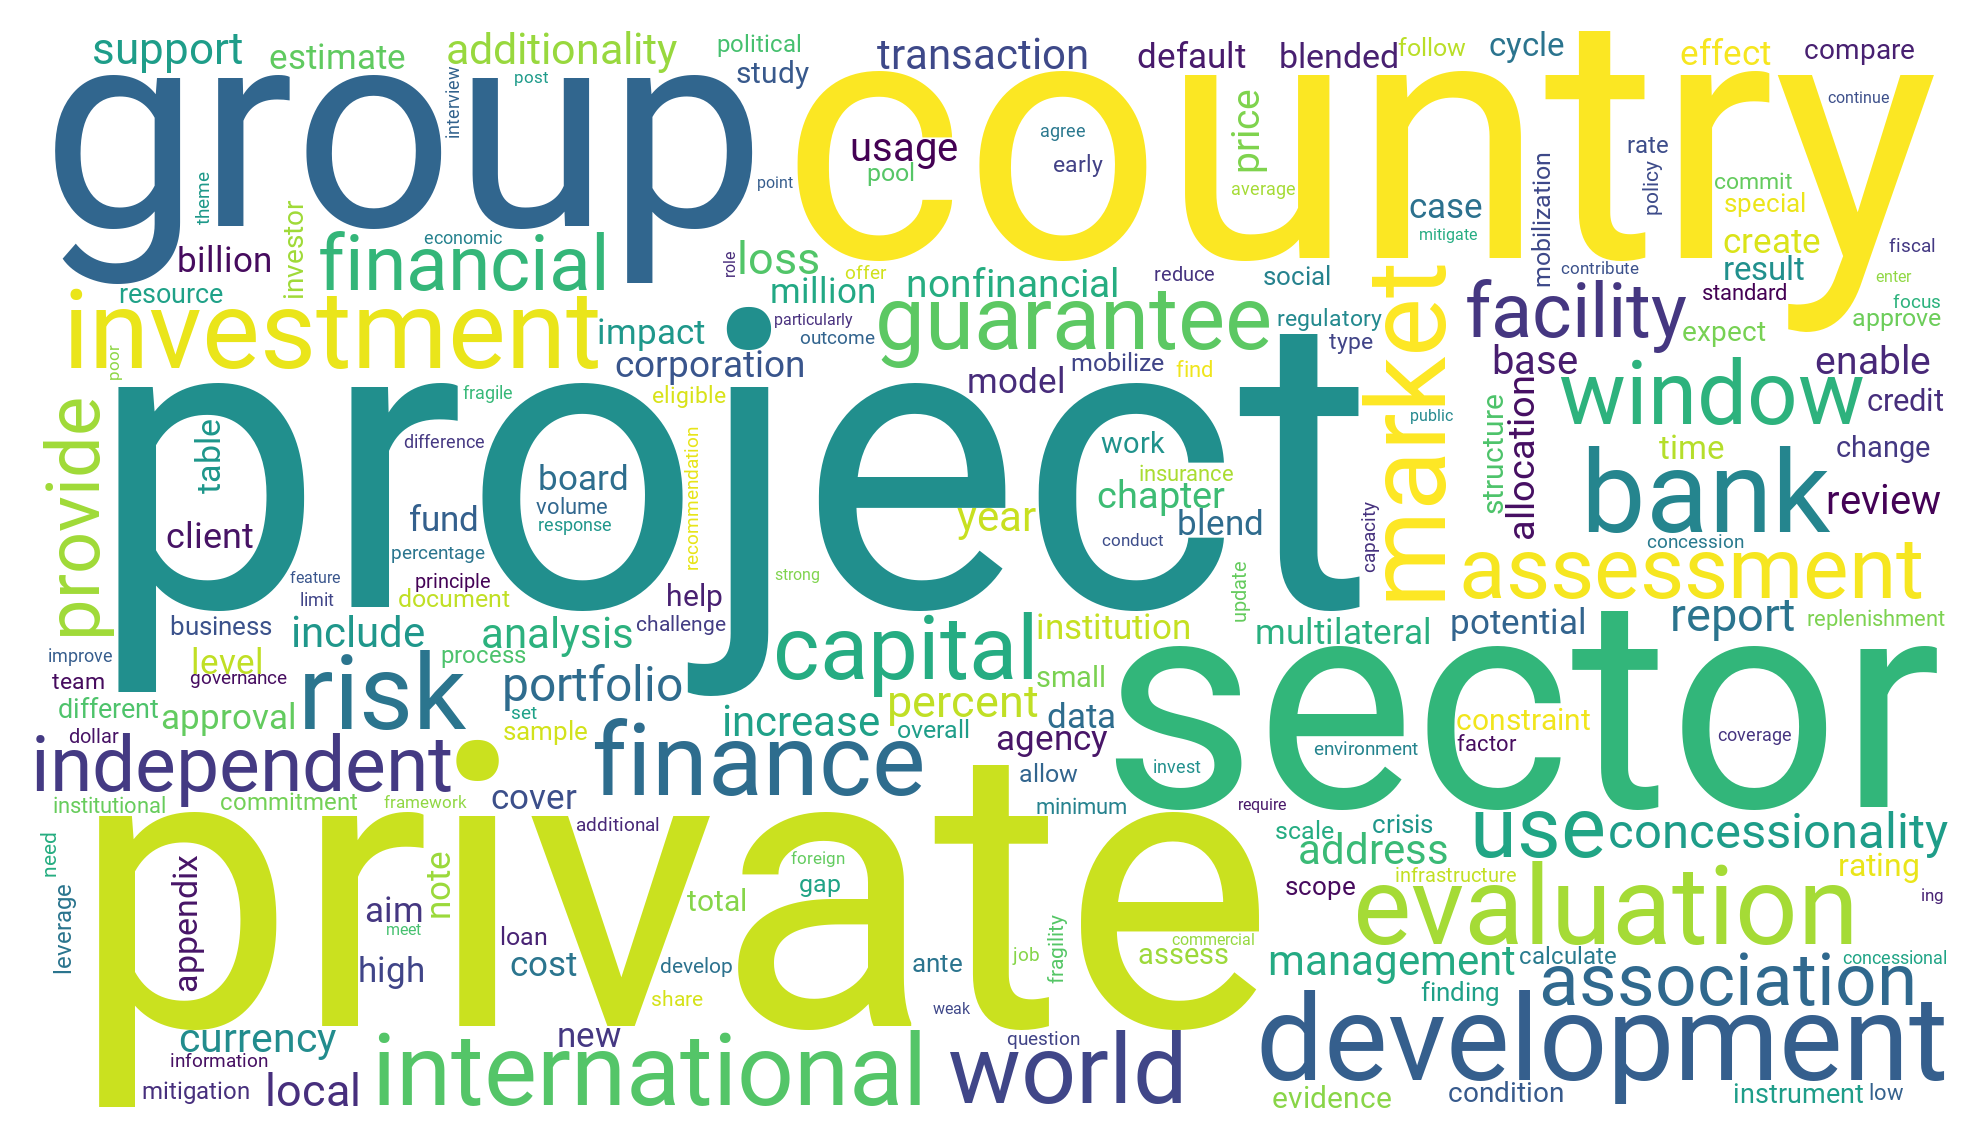 support
estimate
additionality
political
transaction
default
blended
follow
cycle
effect
compare
group
country
interview
post
study
price
continue
usage
agree
pool
early
rate
point
theme
average
mobilization
policy
commit
special
case
mitigate
create
fiscal
billion
investor
financial
economic
role
loss
offer
nonfinancial
reduce
social
contribute
result
enter
resource
million
standard
focus
investment
impact
particularly
outcome
guarantee
regulatory
type
market
facility
expect
approve
poor
corporation
model
mobilize
find
base
enable
project
fragile
eligible
public
window
credit
provide
table
difference
recommendation
work
structure
allocation
time
change
board
volume
response
insurance
chapter
bank
review
client
fund
year
blend
percentage
conduct
capacity
concession
feature
limit
principle
document
strong
help
update
assessment
business
include
analysis
challenge
capital
institution
multilateral
potential
report
replenishment
improve
level
process
governance
team
risk
portfolio
small
sector
different
approval
set
sample
increase
percent
overall
data
constraint
dollar
independent
finance
agency
environment
factor
coverage
institutional
commitment
framework
cover
allow
invest
minimum
require
private
additional
scale
crisis
use
concessionality
need
address
leverage
appendix
note
foreign
gap
infrastructure
rating
scope
evaluation
ing
aim
meet
total
high
loan
cost
develop
share
ante
job
fragility
commercial
assess
management
calculate
concessional
finding
association
weak
currency
information
mitigation
local
new
international
question
world
development
evidence
condition
instrument
low